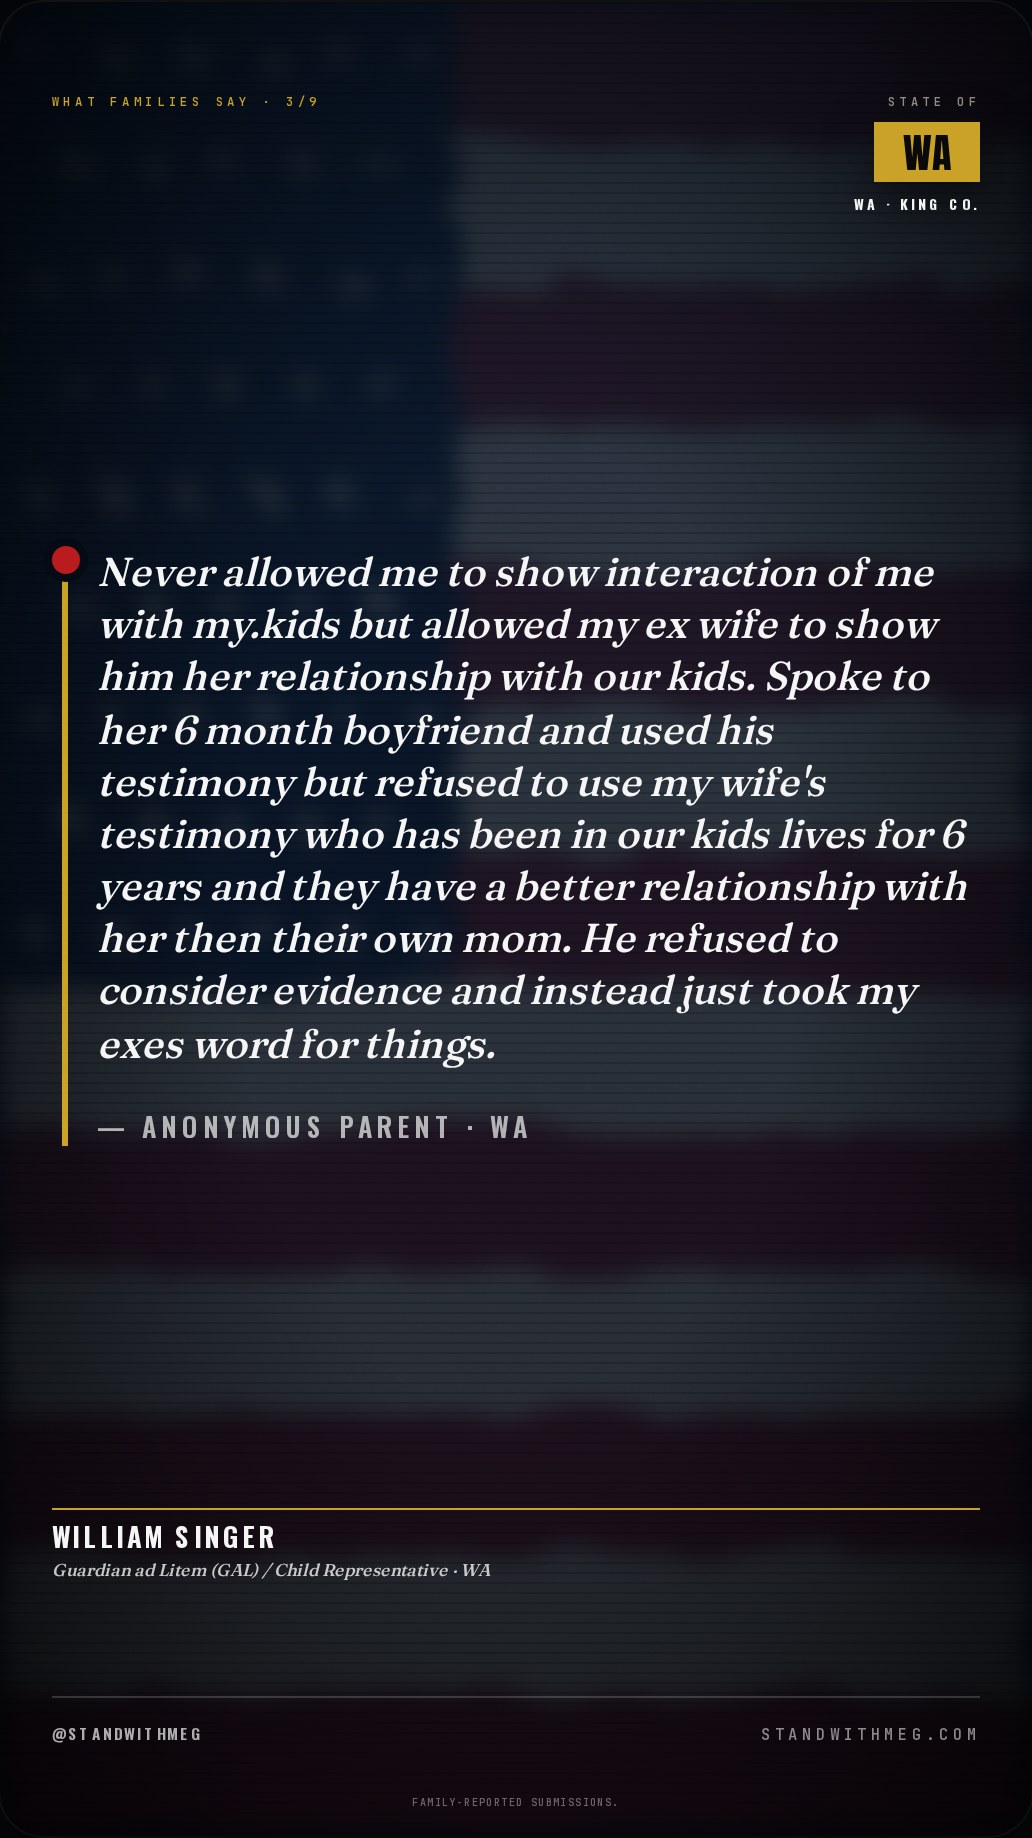 WHAT FAMILIES SAY · 3/9
STATE OF
WA
WA · KING CO.
Never allowed me to show interaction of me
with my.kids but allowed my ex wife to show
him her relationship with our kids. Spoke to
her 6 month boyfriend and used his
testimony but refused to use my wife's
testimony who has been in our kids lives for 6
years and they have a better relationship with
her then their own mom. He refused to
consider evidence and instead just took my
exes word for things.
— ANONYMOUS PARENT · WA
WILLIAM SINGER
Guardian ad Litem (GAL) / Child Representative · WA
@STANDWITHMEG
STANDWITHMEG.COM
FAMILY-REPORTED SUBMISSIONS.